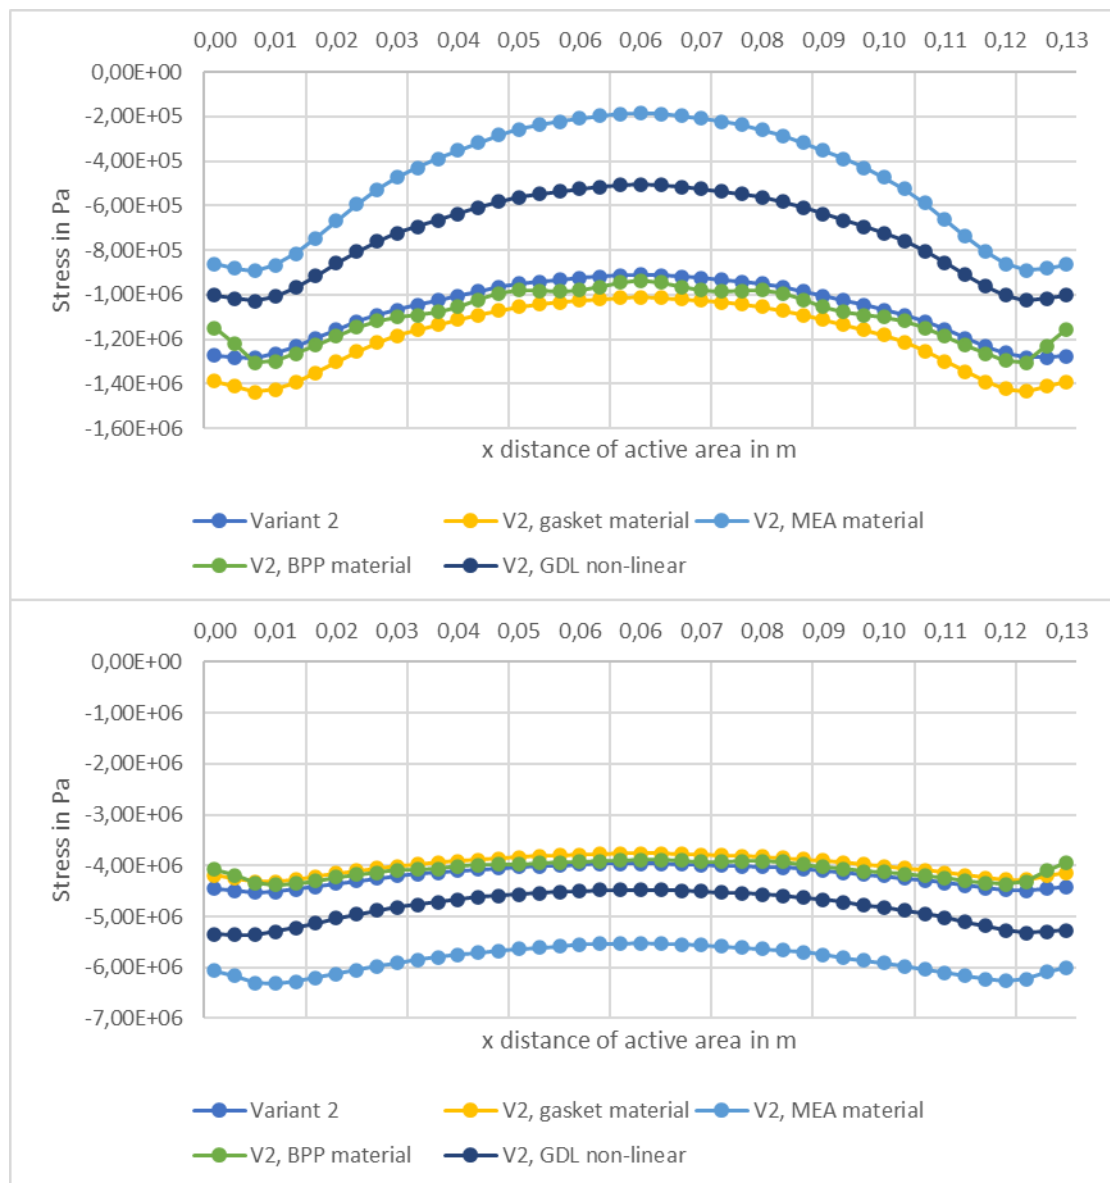 0,00 0,01 0,02 0,03 0,04 0,05 0,06 0,06 0,07 0,08 0,09 0,10 0,11 0,12 0,13
0,00E+00
-2,00E+05
-4,00E+05
-6,00E+05
-8,00E+05
-1,00E+06
-1,20E+06
-1,40E+06
-1,60E+06
Stress in Pa
x distance of active area in m
Variant 2 V2, gasket material V2, MEA material
V2, BPP material V2, GDL non-linear
0,00 0,01 0,02 0,03 0,04 0,05 0,06 0,06 0,07 0,08 0,09 0,10 0,11 0,12 0,13
0,00E+00
-1,00E+06
-2,00E+06
-3,00E+06
-4,00E+06
-5,00E+06
-6,00E+06
-7,00E+06
Stress in Pa
x distance of active area in m
Variant 2 V2, gasket material V2, MEA material
V2, BPP material V2, GDL non-linear